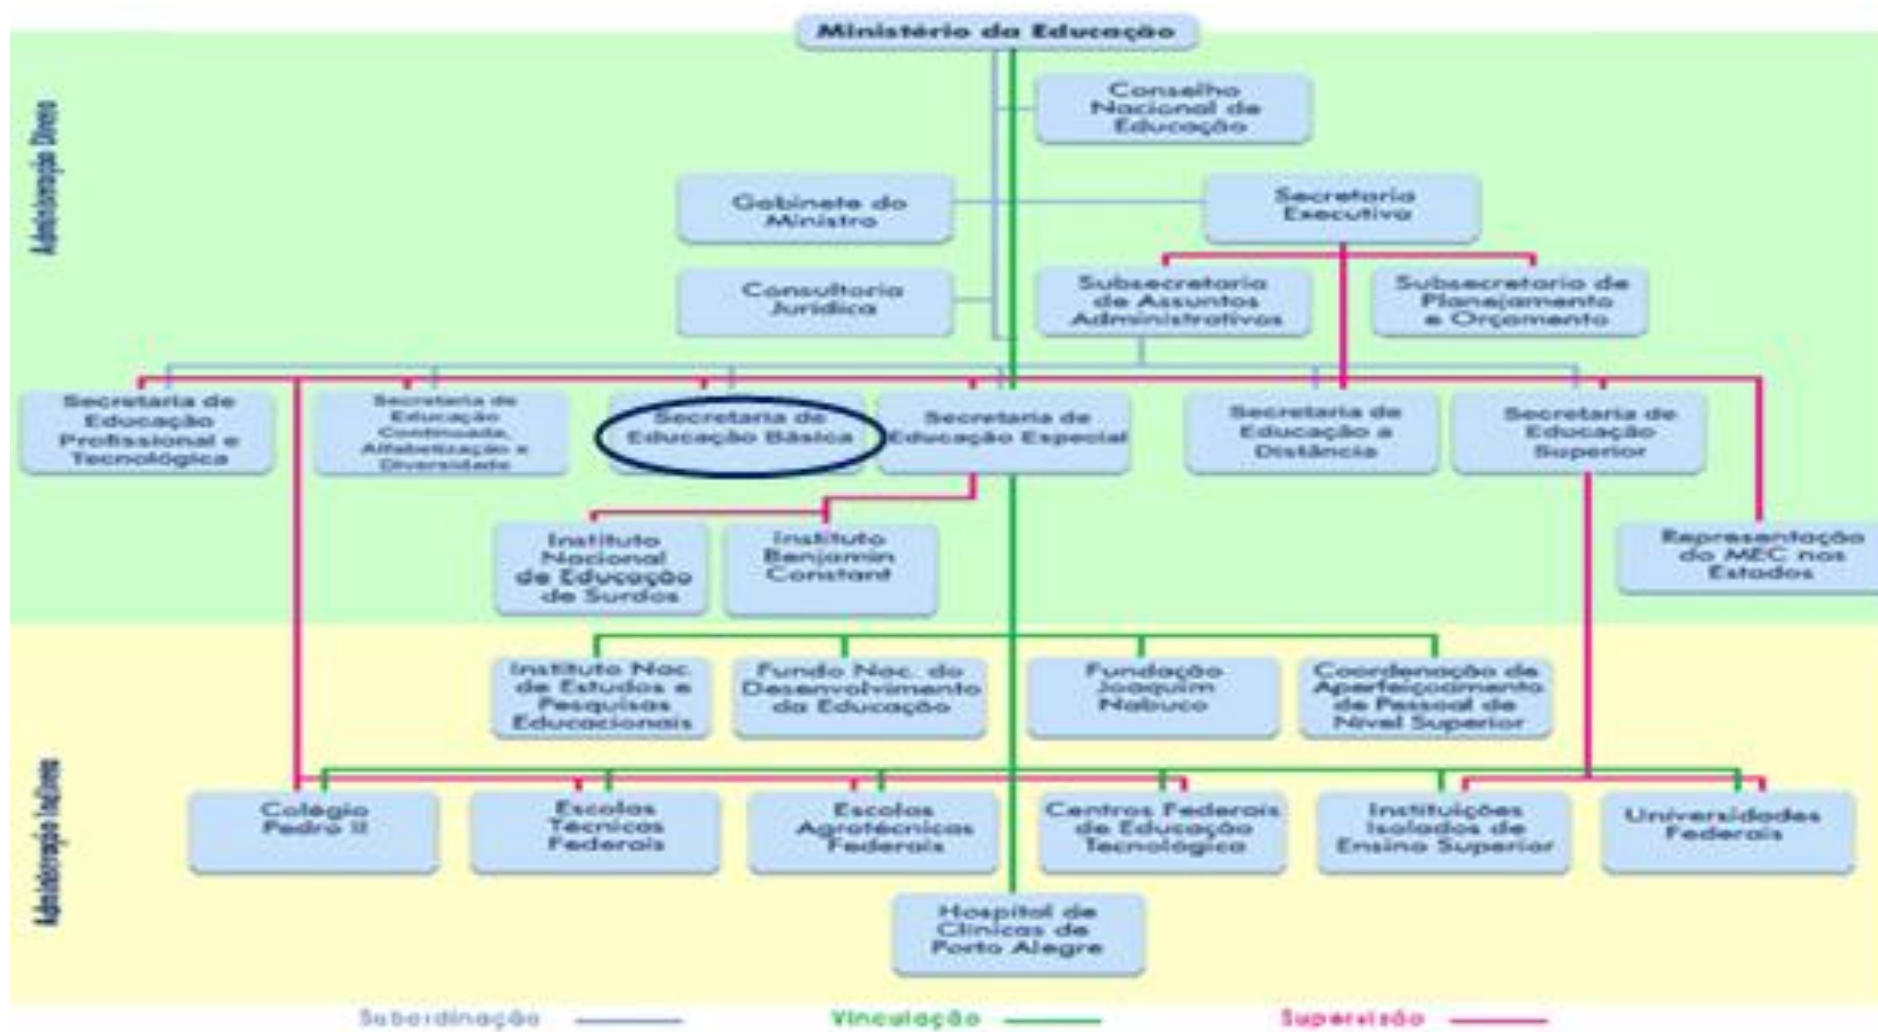 Ministério da Educação
Administração Direta
Conselho
Nacional de
Educação
Gabinete do
Ministro
Secretaria
Executiva
Consultoria
Jurídica
Subsecretaria
de Assuntos
Administrativos
Subsecretaria de
Planejamento
e Orçamento
Secretaria de
Educação
Profissional e
Tecnológica
Secretaria de
Educação
Continuada,
Alfabetização e
Diversidade
Secretaria de
Educação Básica
Secretaria de
Educação Especial
Secretaria de
Educação a
Distância
Secretaria de
Educação
Superior
Instituto
Nacional
de Educação
de Surdos
Instituto
Benjamin
Constant
Representação
do MEC nos
Estados
Administração Indireta
Instituto Nac.
de Estudos e
Pesquisas
Educacionais
Fundo Nac. do
Desenvolvimento
da Educação
Fundação
Joaquim
Nabuco
Coordenação de
Aperfeiçoamento
de Pessoal de
Nível Superior
Colégio
Pedro II
Escolas
Técnicas
Federais
Escolas
Agrotécnicas
Federais
Centros Federais
de Educação
Tecnológica
Instituições
Isoladas de
Ensino Superior
Universidades
Federais
Hospital de
Clínicas de
Porto Alegre
Subordinação
Vinculação
Supervisão